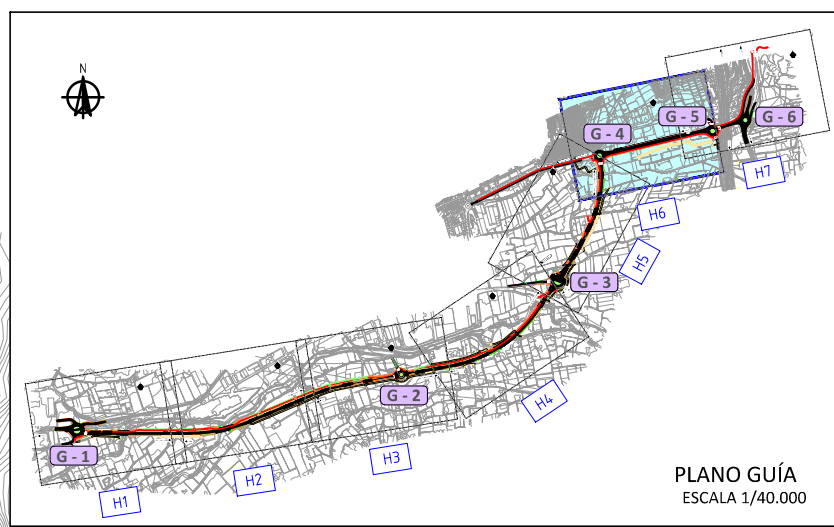 N
G - 6
G - 5
G - 4
H7
H6
H5
G - 3
G - 2
H4
G - 1
H3
H2
H1
PLANO GUÍA
ESCALA 1/40.000